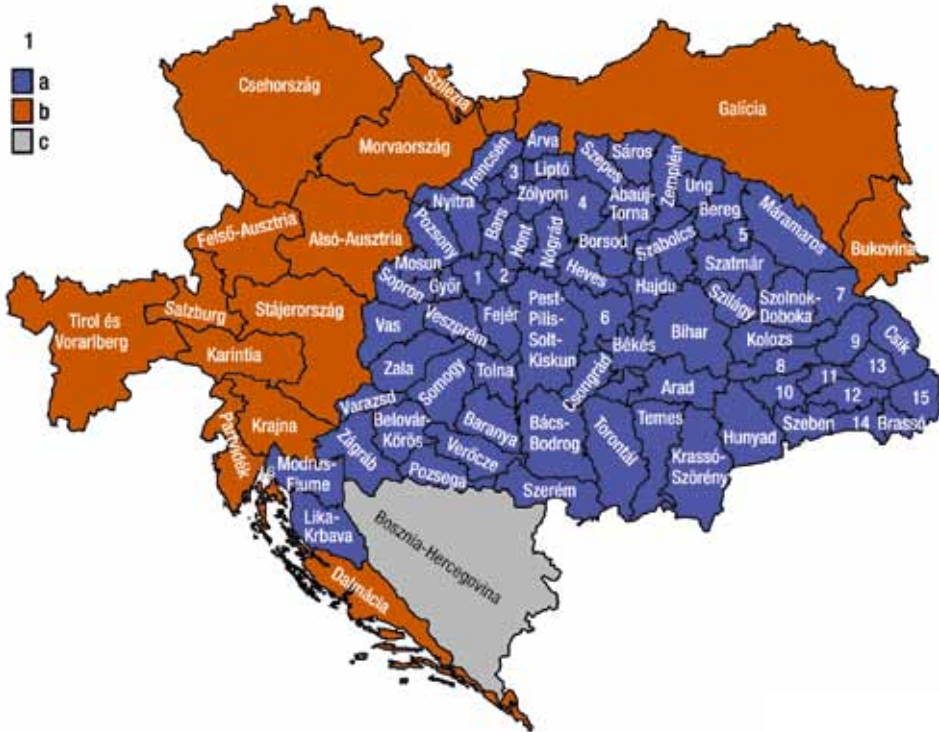 1
a
b
c
Csehország
Szilézia
Morvaország
Galícia
Bukovina
Felső-Ausztria
Alsó-Ausztria
Salzburg
Stájerország
Tirol és
Vorarlberg
Karintia
Krajna
Partvidék
Dalmácia
Bosznia-Hercegovina
Trencsén
Árva
3
Liptó
Szepes
Sáros
Zemplén
Ung
Nyitra
Zólyom
4
Abaúj-
Torna
Bereg
Máramaros
Pozsony
Bars
Hont
Nógrád
Borsod
Szabolcs
5
Moson
Sopron
Győr
1
2
Heves
Hajdu
Szatmár
Szilágy
Szolnok-
Doboka
7
Vas
Veszprém
Fejér
Pest-
Pilis-
Solt-
Kiskun
6
Békés
Bihar
Kolozs
9
Csík
Zala
Somogy
Tolna
Csongrád
Arad
8
11
13
10
12
15
Varazsd
Belovár-
Körös
Baranya
Bács-
Bodrog
Torontál
Temes
Hunyad
Szeben
14
Brassó
Zágráb
Verőcze
Krassó-
Szörény
Pozsega
Szerém
16
Modrus-
Fiume
Lika-
Krbava